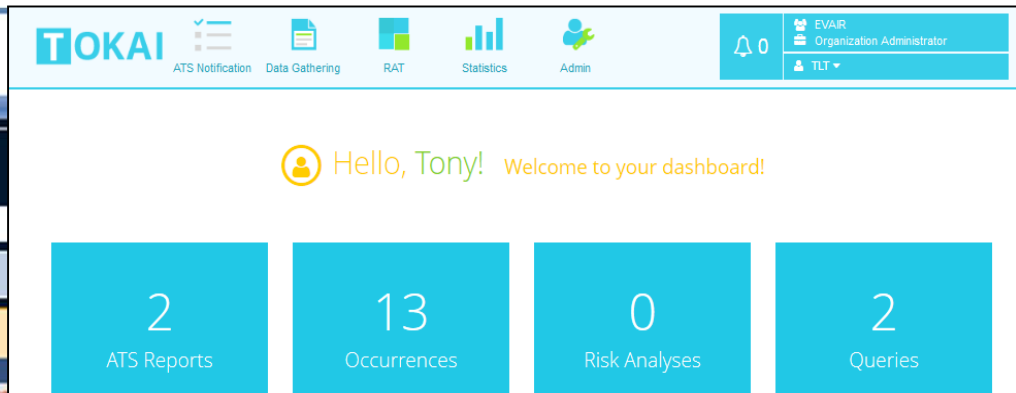 TOKAI
ATS Notification Data Gathering RAT Statistics Admin
0
EVAIR
Organization Administrator
TLT
Hello, Tony! Welcome to your dashboard!
2 13 0 2
ATS Reports Occurrences Risk Analyses Queries